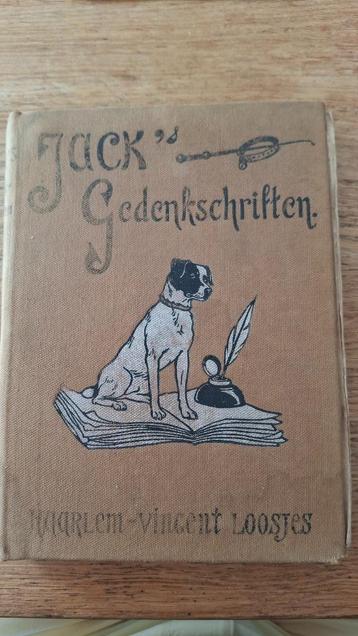 Jack's
Gedenkschriften.
Haarlem-Vincent Loosjes